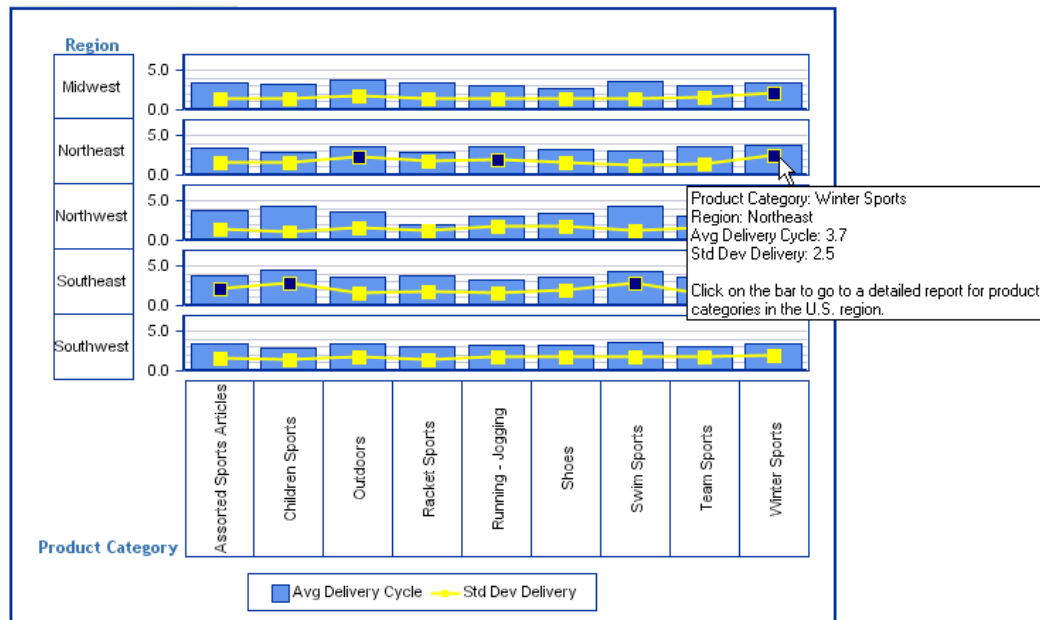 Region
Midwest
5.0
0.0
Northeast
5.0
0.0
Northwest
5.0
0.0
Southeast
5.0
0.0
Southwest
5.0
0.0
Product Category: Winter Sports
Region: Northeast
Avg Delivery Cycle: 3.7
Std Dev Delivery: 2.5
Click on the bar to go to a detailed report for product
categories in the U.S. region.
Assorted Sports Articles
Children Sports
Outdoors
Racket Sports
Running - Jogging
Shoes
Swim Sports
Team Sports
Winter Sports
Product Category
Avg Delivery Cycle
Std Dev Delivery